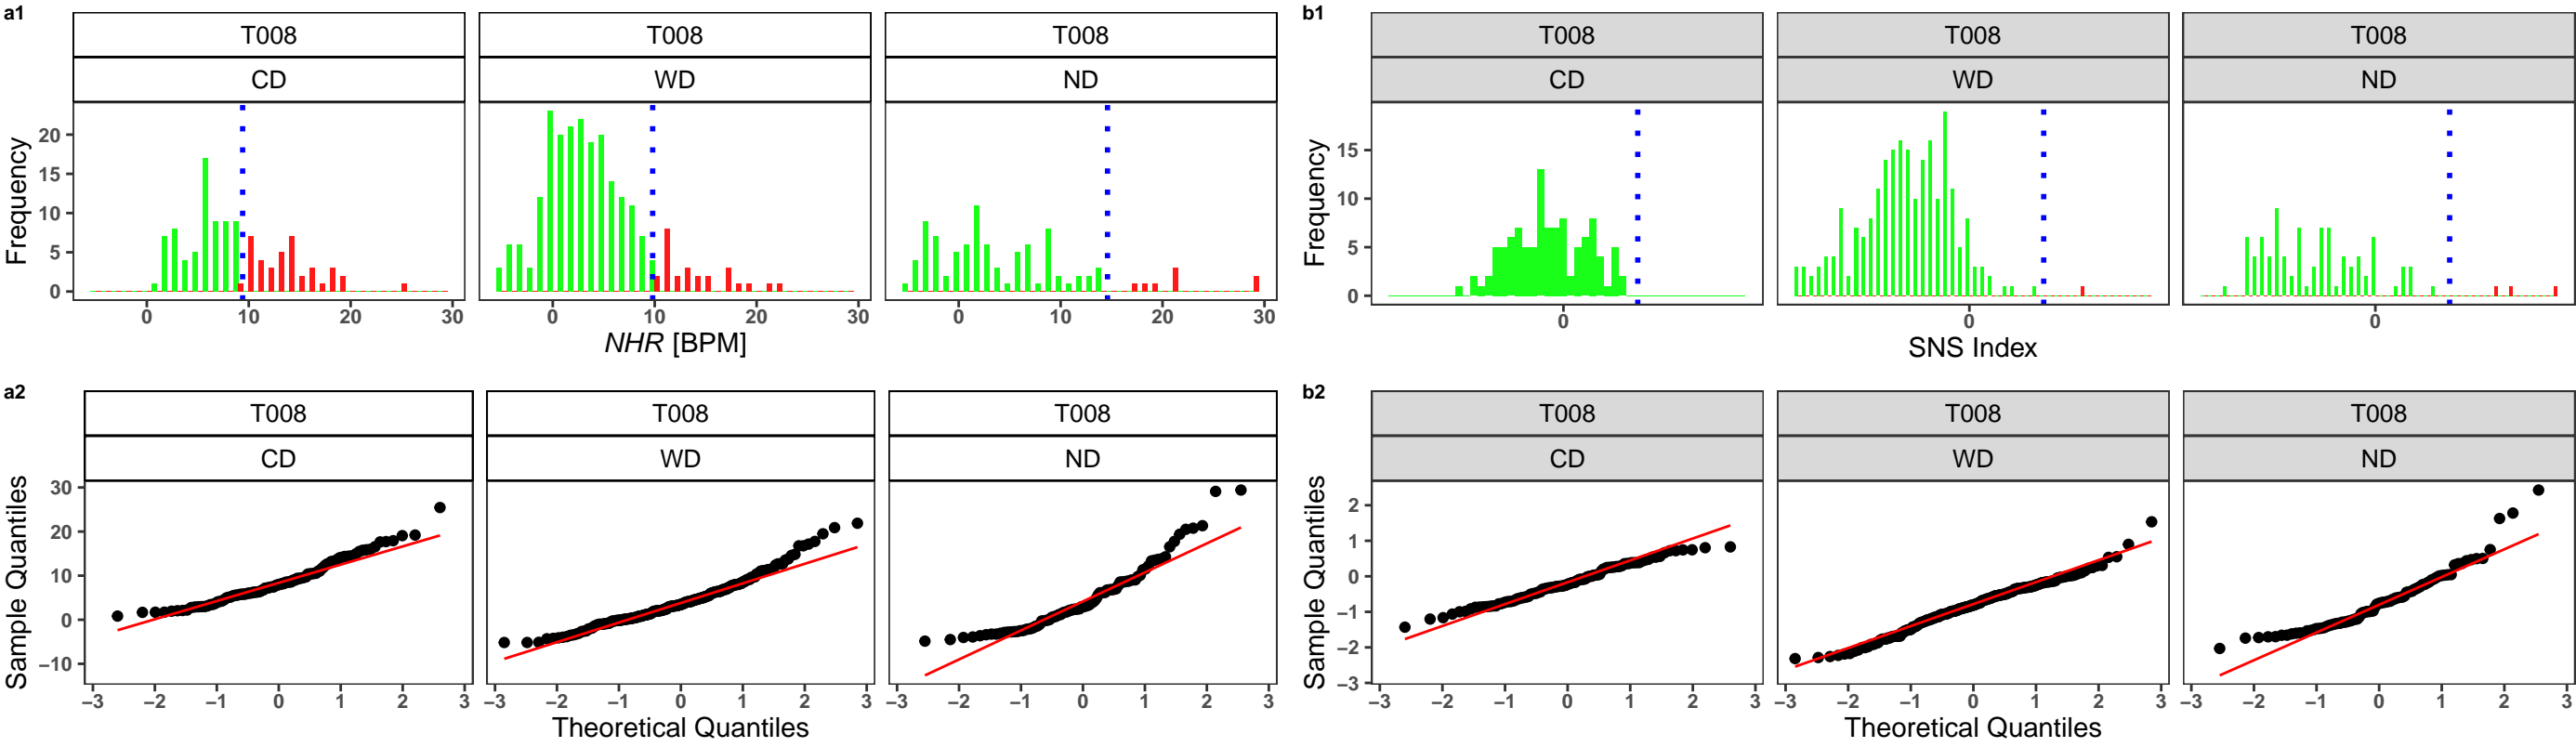 a1
T008 T008 T008
CD WD ND
Frequency
20
15
10
5
0
0 10 20 30 0 10 20 30 0 10 20 30
NHR [BPM]
b1
T008 T008 T008
CD WD ND
Frequency
15
10
5
0
0 0 0
SNS Index
a2
T008 T008 T008
CD WD ND
Sample Quantiles
30
20
10
0
−10
−3 −2 −1 0 1 2 3 −3 −2 −1 0 1 2 3 −3 −2 −1 0 1 2 3
Theoretical Quantiles
b2
T008 T008 T008
CD WD ND
Sample Quantiles
2
1
0
−1
−2
−3
−3 −2 −1 0 1 2 3 −3 −2 −1 0 1 2 3 −3 −2 −1 0 1 2 3
Theoretical Quantiles